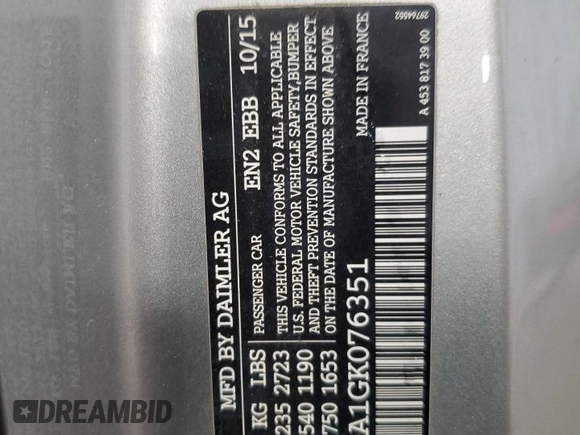 MFD BY DAIMLER AG
KG LBS
235 2723
540 1190
750 1653
PASSENGER CAR EN2 EBB 10/15
THIS VEHICLE CONFORMS TO ALL APPLICABLE
U.S. FEDERAL MOTOR VEHICLE SAFETY,BUMPER
AND THEFT PREVENTION STANDARDS IN EFFECT
ON THE DATE OF MANUFACTURE SHOWN ABOVE
A1GK076351
MADE IN FRANCE
A 453 817 39 00
29764552
DREAMBID